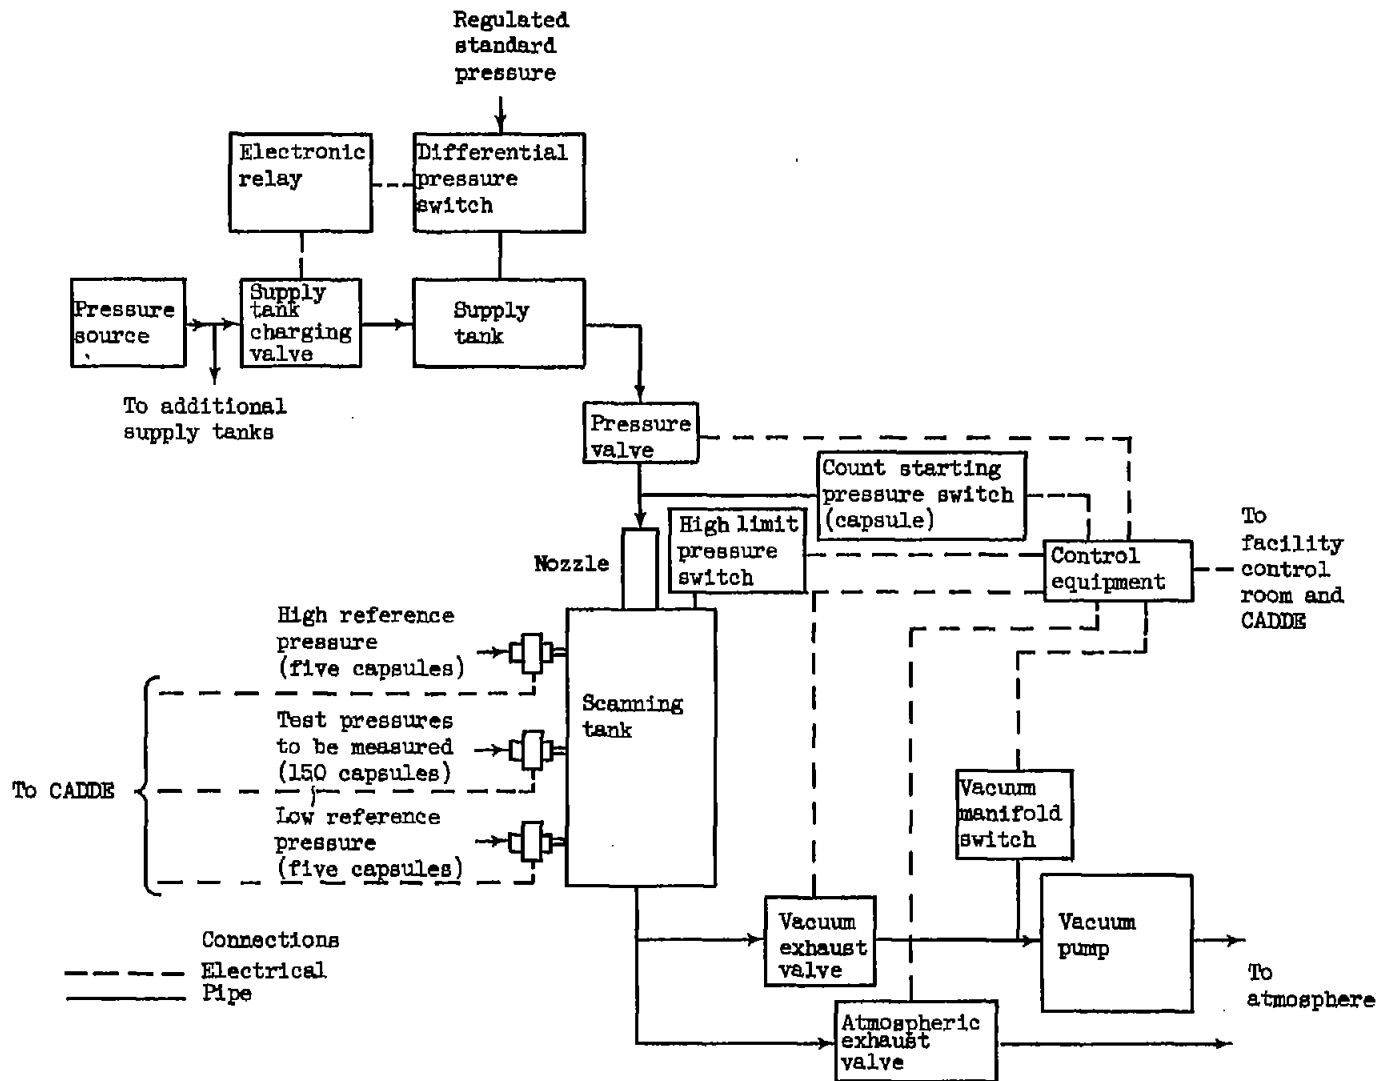 Regulated
standard
pressure
Electronic
relay
Differential
pressure
switch
Pressure
source
Supply
tank
charging
valve
Supply
tank
To additional
supply tanks
Pressure
valve
Count starting
pressure switch
(capsule)
High limit
pressure
switch
Nozzle
Control
equipment
To
facility
control
room and
CADDE
High reference
pressure
(five capsules)
Scanning
tank
Test pressures
to be measured
(150 capsules)
To CADDE
Low reference
pressure
(five capsules)
Vacuum
manifold
switch
Connections
Electrical
Pipe
Vacuum
exhaust
valve
Vacuum
pump
To
atmosphere
Atmospheric
exhaust
valve